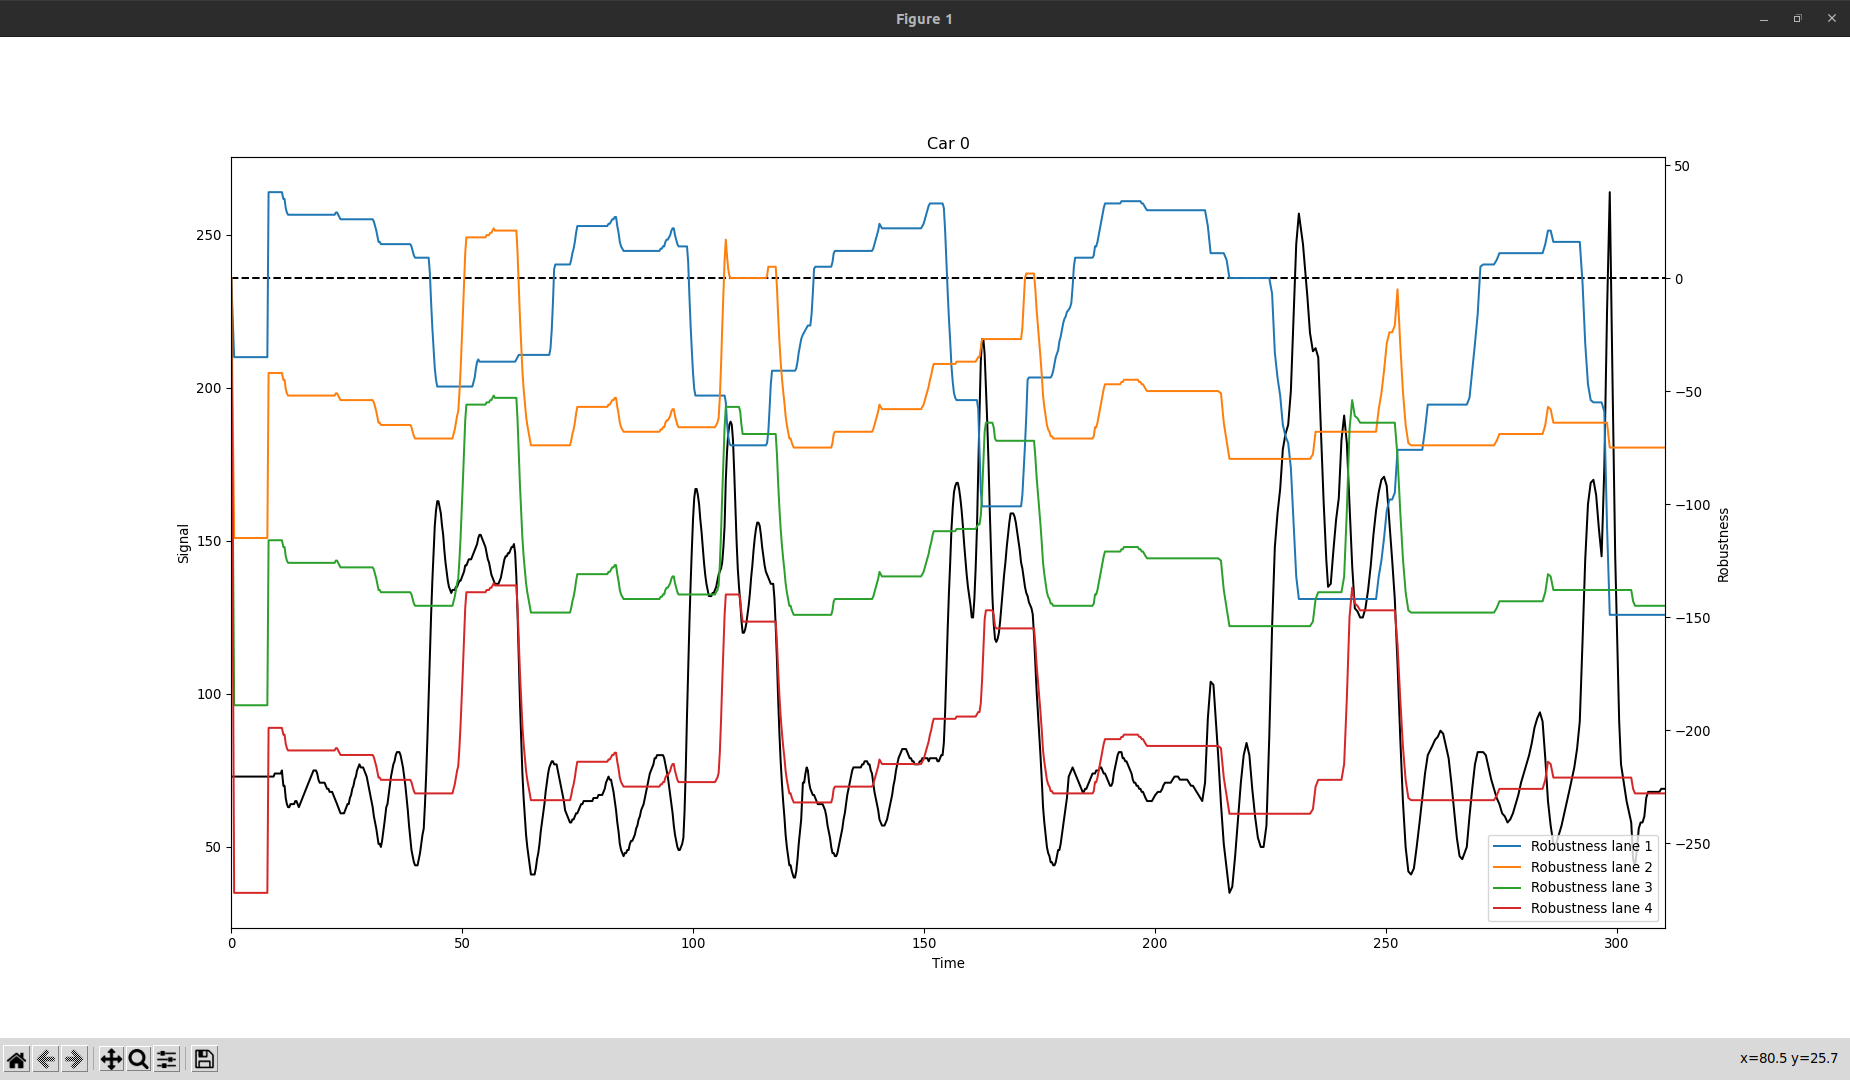 Figure 1
Car 0
Signal
250
200
150
100
50
50
0
−50
−100
−150
−200
−250
Robustness
0 50 100 150 200 250 300
Time
Robustness lane 1
Robustness lane 2
Robustness lane 3
Robustness lane 4
x=80.5 y=25.7